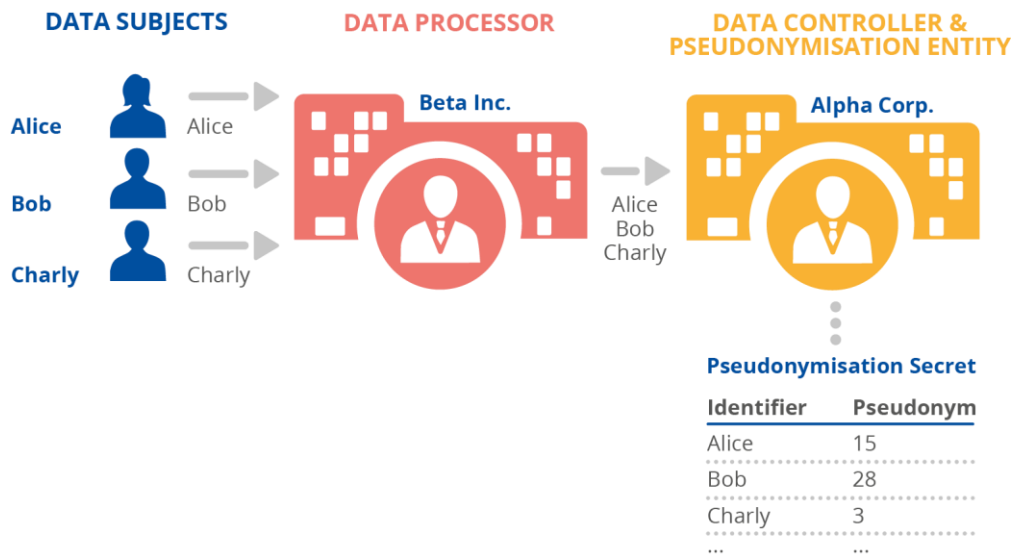 DATA SUBJECTS
DATA PROCESSOR
DATA CONTROLLER &
PSEUDONYMISATION ENTITY
Alice
Alice
Bob
Bob
Charly
Charly
Beta Inc.
Alice
Bob
Charly
Alpha Corp.
Pseudonymisation Secret
Identifier Pseudonym
Alice 15
Bob 28
Charly 3
... ...